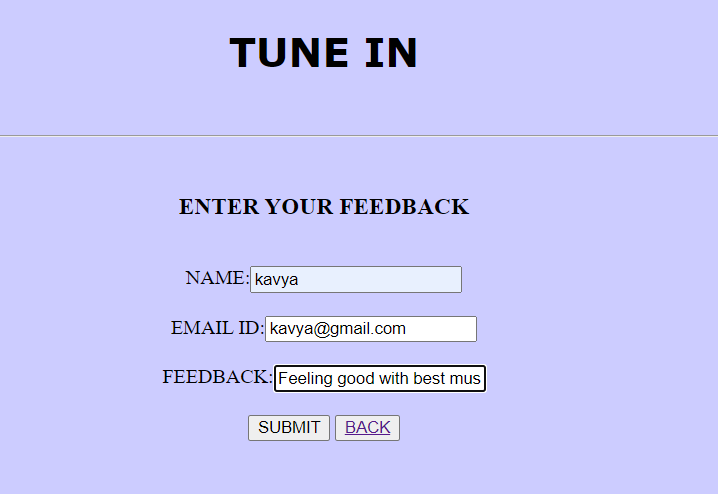 TUNE IN
ENTER YOUR FEEDBACK
NAME: kavya
EMAIL ID: kavya@gmail.com
FEEDBACK: Feeling good with best mus
SUBMIT BACK